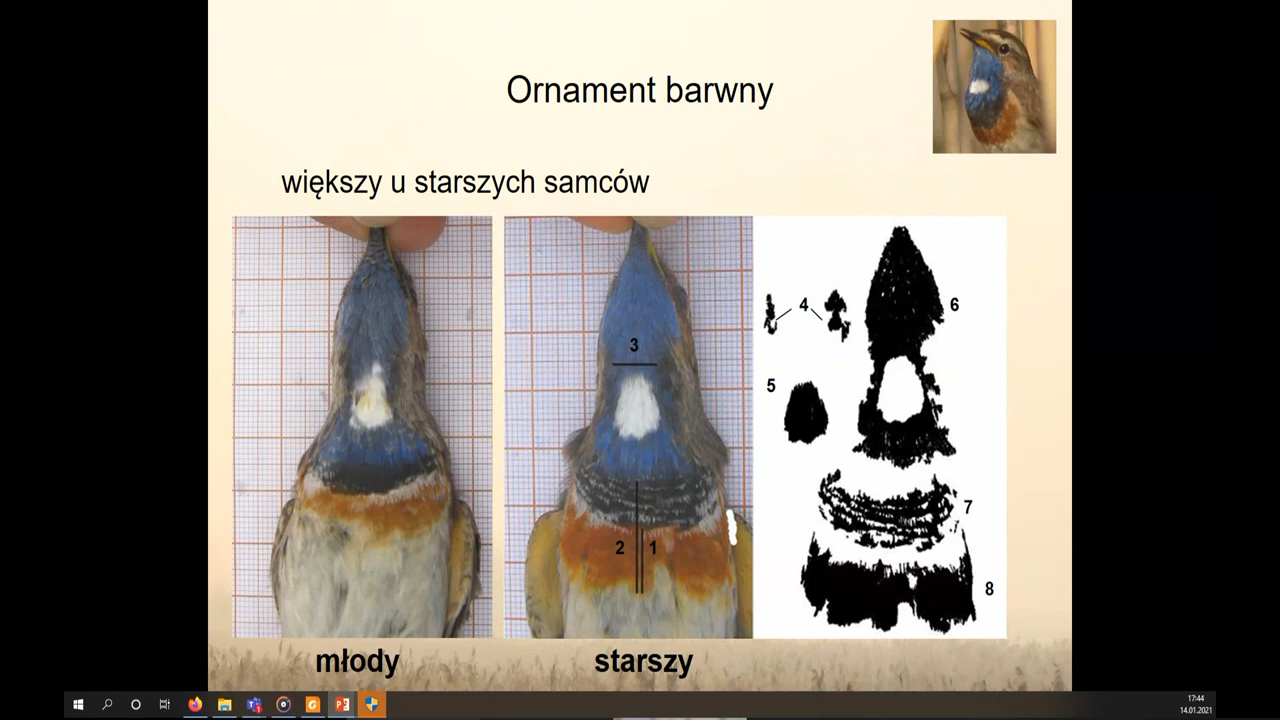 Ornament barwny
większy u starszych samców
3
2 1
4
5
6
7
8
młody
starszy
17:44
14.01.2021